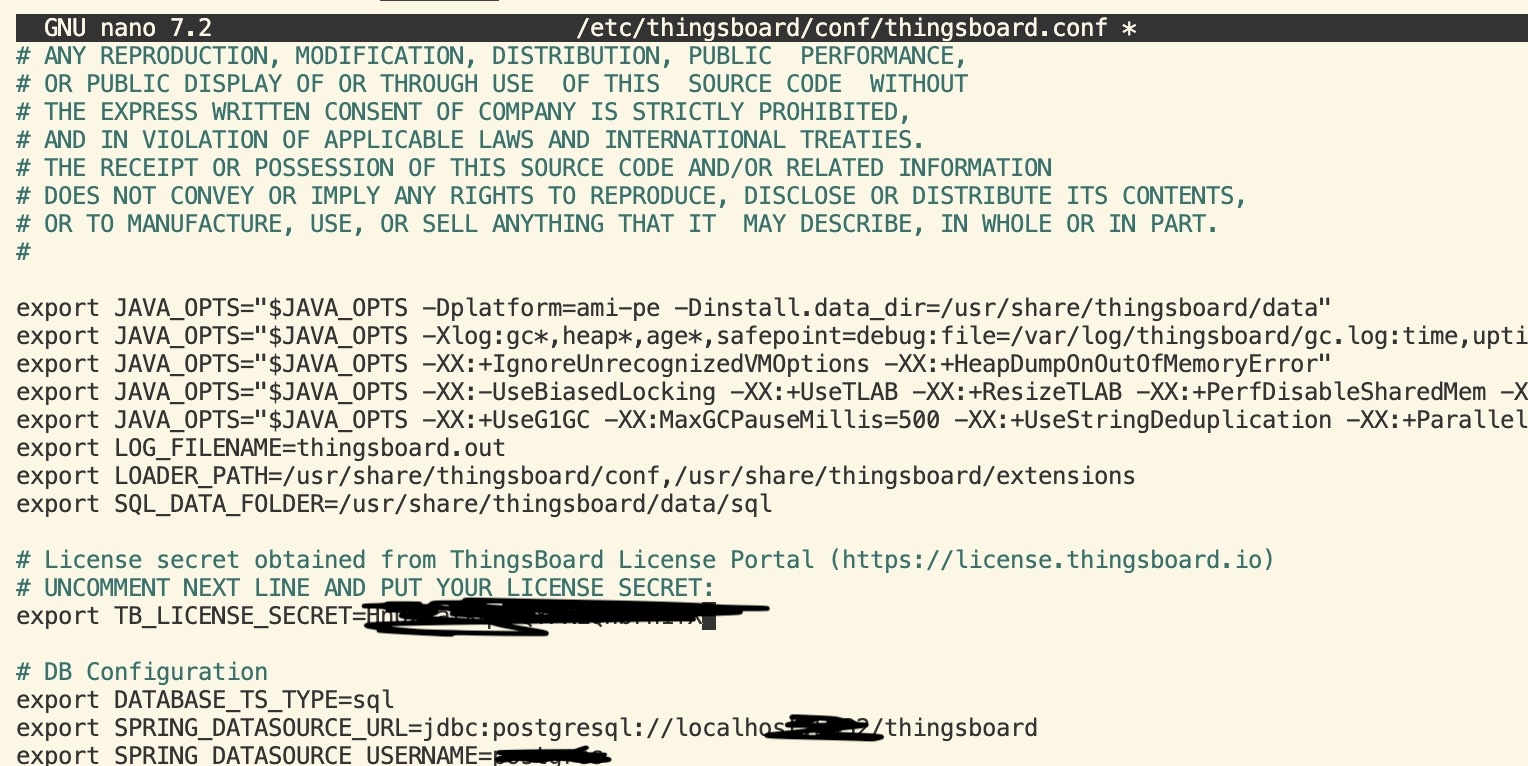 GNU nano 7.2 /etc/thingsboard/conf/thingsboard.conf *
# ANY REPRODUCTION, MODIFICATION, DISTRIBUTION, PUBLIC  PERFORMANCE,
# OR PUBLIC DISPLAY OF OR THROUGH USE  OF THIS  SOURCE CODE  WITHOUT
# THE EXPRESS WRITTEN CONSENT OF COMPANY IS STRICTLY PROHIBITED,
# AND IN VIOLATION OF APPLICABLE LAWS AND INTERNATIONAL TREATIES.
# THE RECEIPT OR POSSESSION OF THIS SOURCE CODE AND/OR RELATED INFORMATION
# DOES NOT CONVEY OR IMPLY ANY RIGHTS TO REPRODUCE, DISCLOSE OR DISTRIBUTE ITS CONTENTS,
# OR TO MANUFACTURE, USE, OR SELL ANYTHING THAT IT  MAY DESCRIBE, IN WHOLE OR IN PART.
#
export JAVA_OPTS="$JAVA_OPTS -Dplatform=ami-pe -Dinstall.data_dir=/usr/share/thingsboard/data"
export JAVA_OPTS="$JAVA_OPTS -Xlog:gc*,heap*,age*,safepoint=debug:file=/var/log/thingsboard/gc.log:time,upti
export JAVA_OPTS="$JAVA_OPTS -XX:+IgnoreUnrecognizedVMOptions -XX:+HeapDumpOnOutOfMemoryError"
export JAVA_OPTS="$JAVA_OPTS -XX:-UseBiasedLocking -XX:+UseTLAB -XX:+ResizeTLAB -XX:+PerfDisableSharedMem -X
export JAVA_OPTS="$JAVA_OPTS -XX:+UseG1GC -XX:MaxGCPauseMillis=500 -XX:+UseStringDeduplication -XX:+Parallel
export LOG_FILENAME=thingsboard.out
export LOADER_PATH=/usr/share/thingsboard/conf,/usr/share/thingsboard/extensions
export SQL_DATA_FOLDER=/usr/share/thingsboard/data/sql
# License secret obtained from ThingsBoard License Portal (https://license.thingsboard.io)
# UNCOMMENT NEXT LINE AND PUT YOUR LICENSE SECRET:
export TB_LICENSE_SECRET=
# DB Configuration
export DATABASE_TS_TYPE=sql
export SPRING_DATASOURCE_URL=jdbc:postgresql://localhos /thingsboard
export SPRING_DATASOURCE_USERNAME=